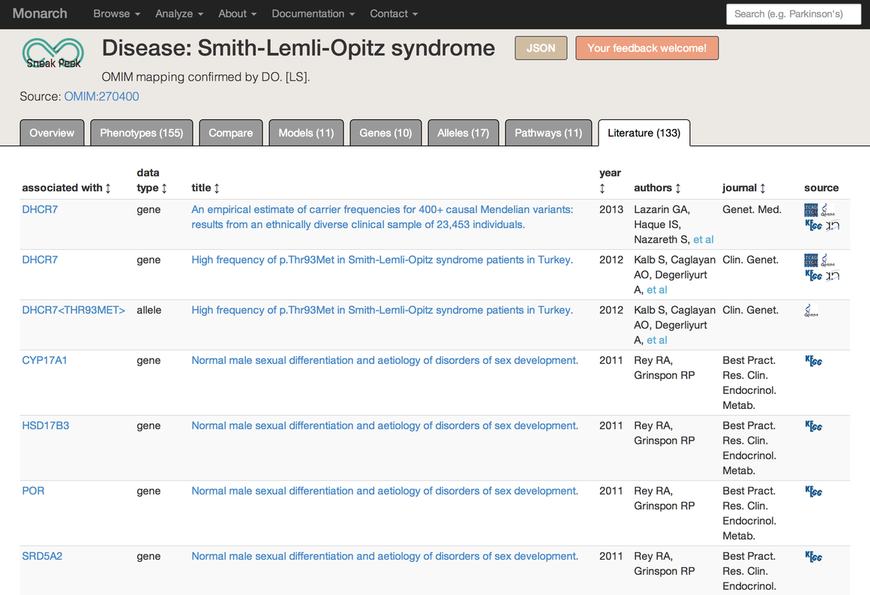 Monarch Browse Analyze About Documentation Contact Search (e.g. Parkinson's)
Sneak Peek
Disease: Smith-Lemli-Opitz syndrome JSON Your feedback welcome!
OMIM mapping confirmed by DO. [LS].
Source: OMIM:270400
Overview Phenotypes (155) Compare Models (11) Genes (10) Alleles (17) Pathways (11) Literature (133)
data year
associated with type title authors journal source
DHCR7 gene An empirical estimate of carrier frequencies for 400+ causal Mendelian variants: 2013 Lazarin GA, Genet. Med.
results from an ethnically diverse clinical sample of 23,453 individuals. Haque IS, KEGG
Nazareth S, et al
DHCR7 gene High frequency of p.Thr93Met in Smith-Lemli-Opitz syndrome patients in Turkey. 2012 Kalb S, Caglayan Clin. Genet.
AO, Degerliyurt KEGG
A, et al
DHCR7<THR93MET> allele High frequency of p.Thr93Met in Smith-Lemli-Opitz syndrome patients in Turkey. 2012 Kalb S, Caglayan Clin. Genet.
AO, Degerliyurt
A, et al
CYP17A1 gene Normal male sexual differentiation and aetiology of disorders of sex development. 2011 Rey RA, Best Pract. KEGG
Grinspon RP Res. Clin.
Endocrinol.
Metab.
HSD17B3 gene Normal male sexual differentiation and aetiology of disorders of sex development. 2011 Rey RA, Best Pract. KEGG
Grinspon RP Res. Clin.
Endocrinol.
Metab.
POR gene Normal male sexual differentiation and aetiology of disorders of sex development. 2011 Rey RA, Best Pract. KEGG
Grinspon RP Res. Clin.
Endocrinol.
Metab.
SRD5A2 gene Normal male sexual differentiation and aetiology of disorders of sex development. 2011 Rey RA, Best Pract. KEGG
Grinspon RP Res. Clin.
Endocrinol.